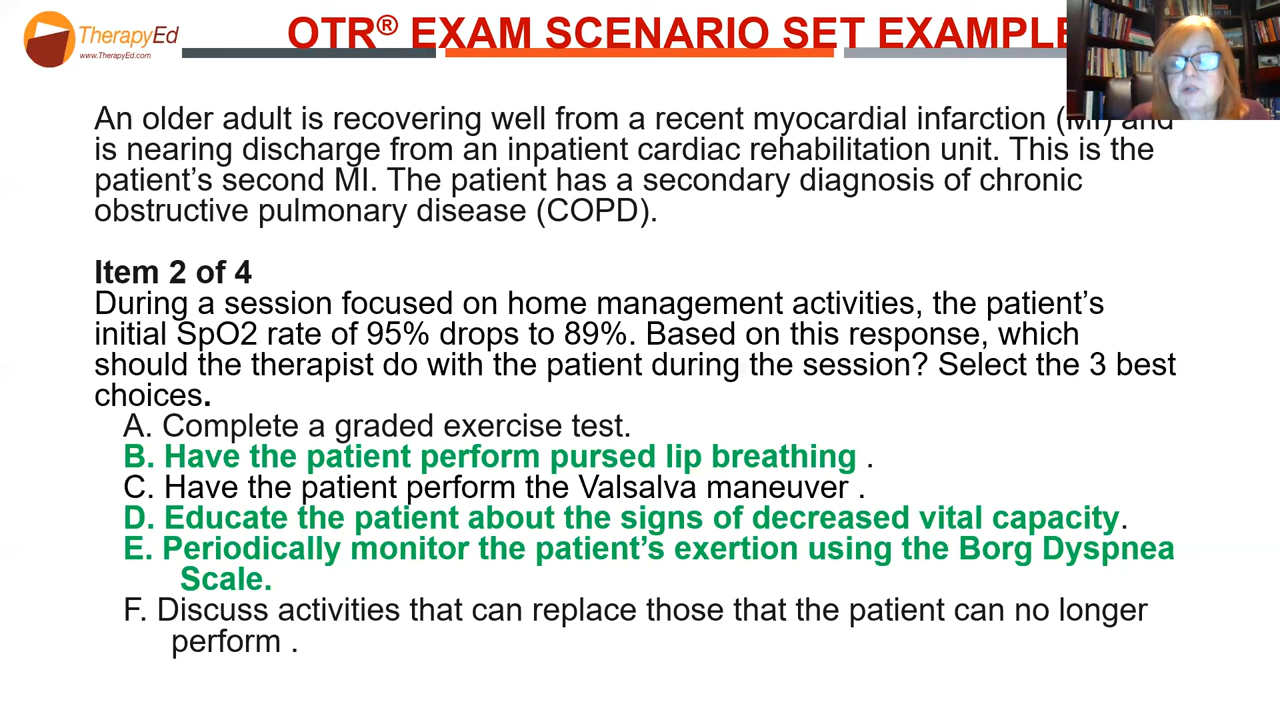 TherapyEd
www.TherapyEd.com
OTR® EXAM SCENARIO SET EXAMPLE
An older adult is recovering well from a recent myocardial infarction (MI) and
is nearing discharge from an inpatient cardiac rehabilitation unit. This is the
patient’s second MI. The patient has a secondary diagnosis of chronic
obstructive pulmonary disease (COPD).
Item 2 of 4
During a session focused on home management activities, the patient’s
initial SpO2 rate of 95% drops to 89%. Based on this response, which
should the therapist do with the patient during the session? Select the 3 best
choices.
A. Complete a graded exercise test.
B. Have the patient perform pursed lip breathing .
C. Have the patient perform the Valsalva maneuver .
D. Educate the patient about the signs of decreased vital capacity.
E. Periodically monitor the patient’s exertion using the Borg Dyspnea
Scale.
F. Discuss activities that can replace those that the patient can no longer
perform .